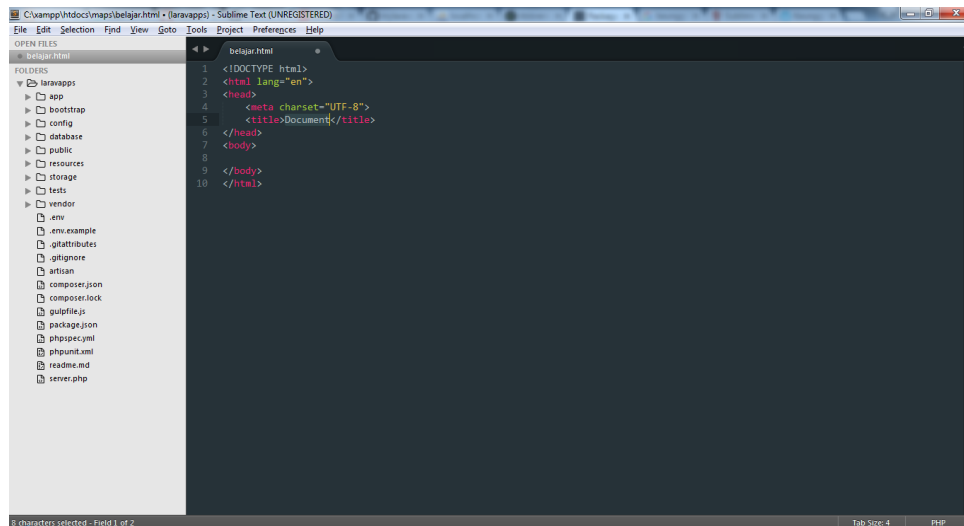 C:\xampp\htdocs\maps\belajar.html • (laravapps) - Sublime Text (UNREGISTERED)
File Edit Selection Find View Goto Tools Project Preferences Help
OPEN FILES
belajar.html
FOLDERS
laravapps
app
bootstrap
config
database
public
resources
storage
tests
vendor
.env
.env.example
.gitattributes
.gitignore
artisan
composer.json
composer.lock
gulpfile.js
package.json
phpspec.yml
phpunit.xml
readme.md
server.php
belajar.html
1 <!DOCTYPE html>
2 <html lang="en">
3 <head>
4 <meta charset="UTF-8">
5 <title>Document</title>
6 </head>
7 <body>
8
9 </body>
10 </html>
8 characters selected - Field 1 of 2
Tab Size: 4 PHP